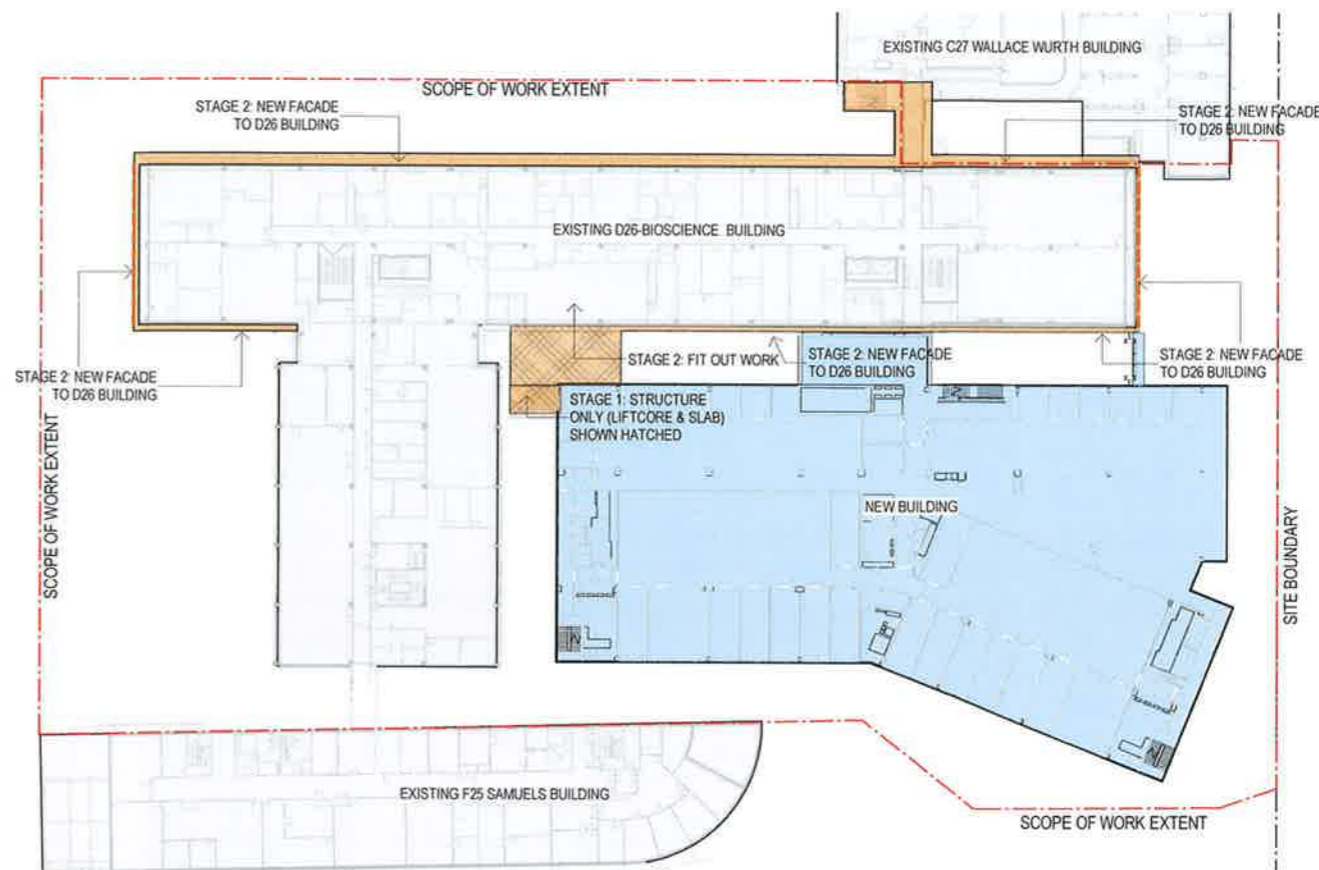 EXISTING C27 WALLACE WURTH BUILDING
SCOPE OF WORK EXTENT
STAGE 2: NEW FACADE
TO D26 BUILDING
STAGE 2: NEW FACADE
TO D26 BUILDING
EXISTING D26-BIOSCIENCE BUILDING
STAGE 2: NEW FACADE
TO D26 BUILDING
STAGE 2: FIT OUT WORK
STAGE 2: NEW FACADE
TO D26 BUILDING
STAGE 2: NEW FACADE
TO D26 BUILDING
STAGE 1: STRUCTURE
ONLY (LIFTCORE & SLAB)
SHOWN HATCHED
SCOPE OF WORK EXTENT
NEW BUILDING
SITE BOUNDARY
EXISTING F25 SAMUELS BUILDING
SCOPE OF WORK EXTENT